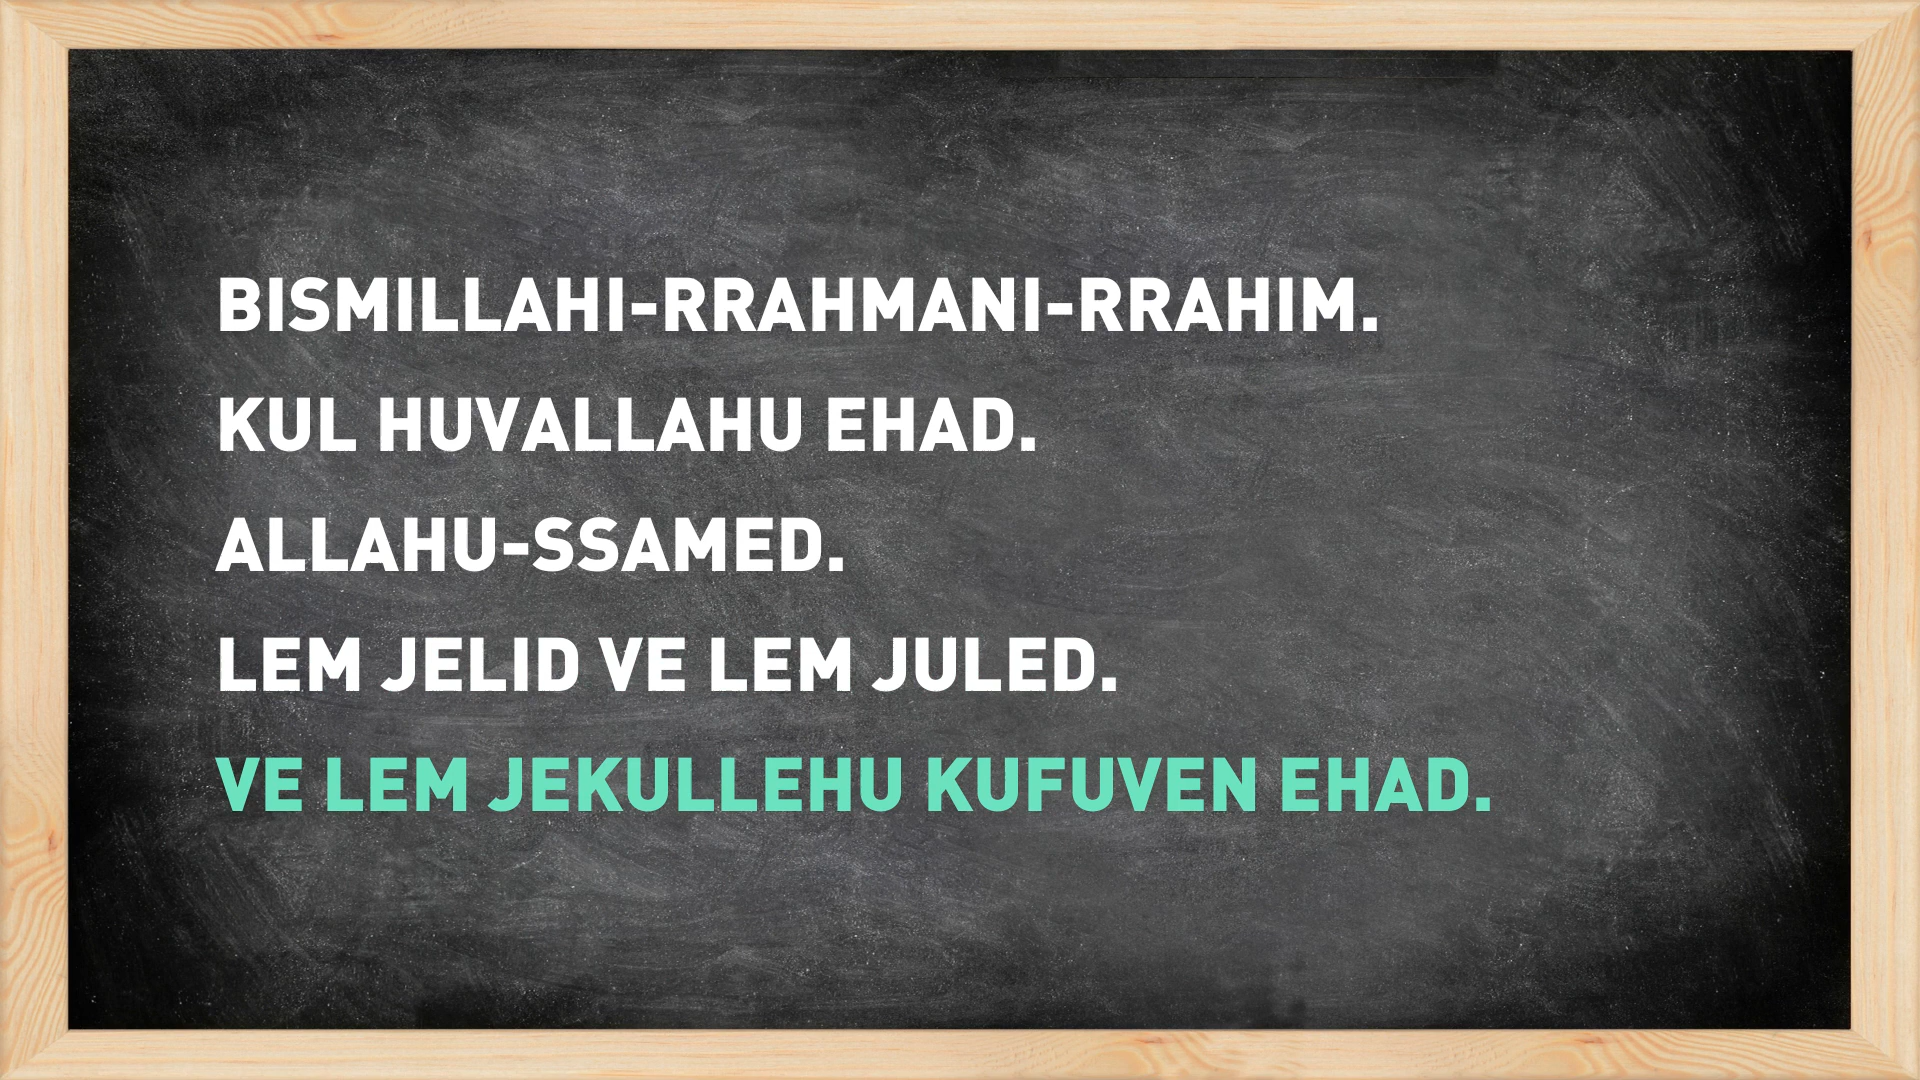 BISMILLAHI-RRAHMANI-RRAHIM.
KUL HUVALLAHU EHAD.
ALLAHU-SSAMED.
LEM JELID VE LEM JULED.
VE LEM JEKULLEHU KUFUVEN EHAD.